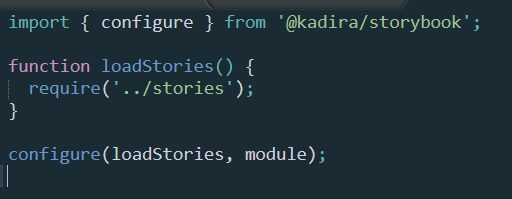 import { configure } from '@kadira/storybook';
function loadStories() {
  require('../stories');
}
configure(loadStories, module);